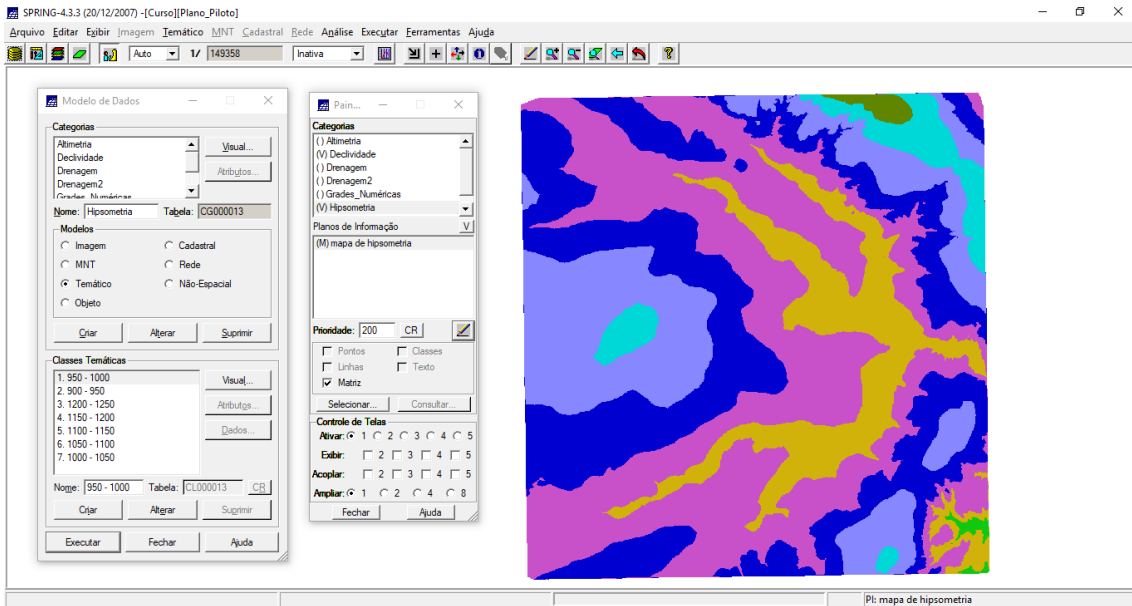 SPRING-4.3.3 (20/12/2007) -[Curso][Plano_Piloto]
Arquivo Editar Exibir Imagem Temático MNT Cadastral Rede Análise Executar Ferramentas Ajuda
Auto 1/ 149358 Inativa
Modelo de Dados
Categorias
Altimetria
Declividade
Drenagem
Drenagem2
Grades_Numéricas
Visual...
Atributos...
Nome: Hipsometria Tabela: CG000013
Modelos
Imagem Cadastral
MNT Rede
Temático Não-Espacial
Objeto
Criar Alterar Suprimir
Classes Temáticas
1. 950 - 1000
2. 900 - 950
3. 1200 - 1250
4. 1150 - 1200
5. 1100 - 1150
6. 1050 - 1100
7. 1000 - 1050
Visual...
Atributos...
Dados...
Nome: 950 - 1000 Tabela: CL000013 CR
Criar Alterar Suprimir
Executar Fechar Ajuda
Pain...
Categorias
( ) Altimetria
(V) Declividade
( ) Drenagem
( ) Drenagem2
( ) Grades_Numéricas
(V) Hipsometria
Planos de Informação V
(M) mapa de hipsometria
Prioridade: 200 CR
Pontos Classes
Linhas Texto
Matriz
Selecionar... Consultar...
Controle de Telas
Ativar: 1 2 3 4 5
Exibir: 2 3 4 5
Acoplar: 2 3 4 5
Ampliar: 1 2 4 8
Fechar Ajuda
PI: mapa de hipsometria